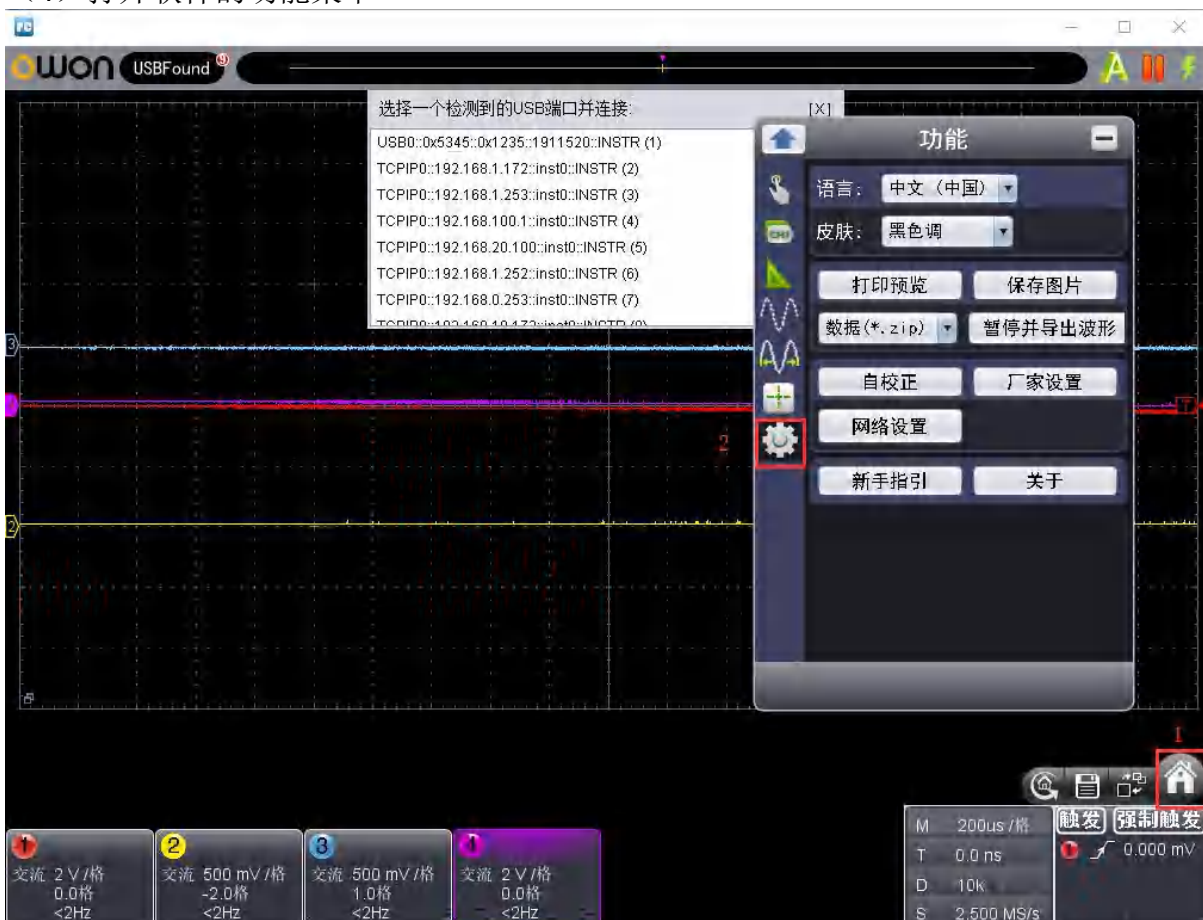 owon USBFound 9
选择一个检测到的USB端口并连接: [X]
USB0::0x5345::0x1235::1911520::INSTR (1)
TCPIP0::192.168.1.172::inst0::INSTR (2)
TCPIP0::192.168.1.253::inst0::INSTR (3)
TCPIP0::192.168.100.1::inst0::INSTR (4)
TCPIP0::192.168.20.100::inst0::INSTR (5)
TCPIP0::192.168.1.252::inst0::INSTR (6)
TCPIP0::192.168.0.253::inst0::INSTR (7)
功能
语言: 中文 (中国)
皮肤: 黑色调
打印预览 保存图片
数据(*.zip) 暂停并导出波形
自校正 厂家设置
网络设置
新手指引 关于
3
2
2
T
1
M 200us/格
T 0.0 ns
D 10K
S 2.500 MS/s
触发 强制触发
1 0.000 mV
1
交流 2 V/格
0.0格
<2Hz
2
交流 500 mV/格
-2.0格
<2Hz
3
交流 500 mV/格
1.0格
<2Hz
4
交流 2 V/格
0.0格
<2Hz